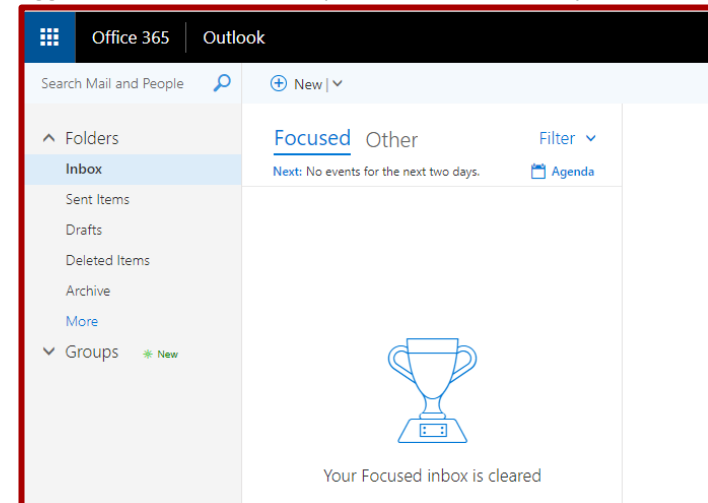 Office 365 Outlook
Search Mail and People
New
Folders
Inbox
Sent Items
Drafts
Deleted Items
Archive
More
Groups New
Focused Other Filter
Next: No events for the next two days. Agenda
Your Focused inbox is cleared